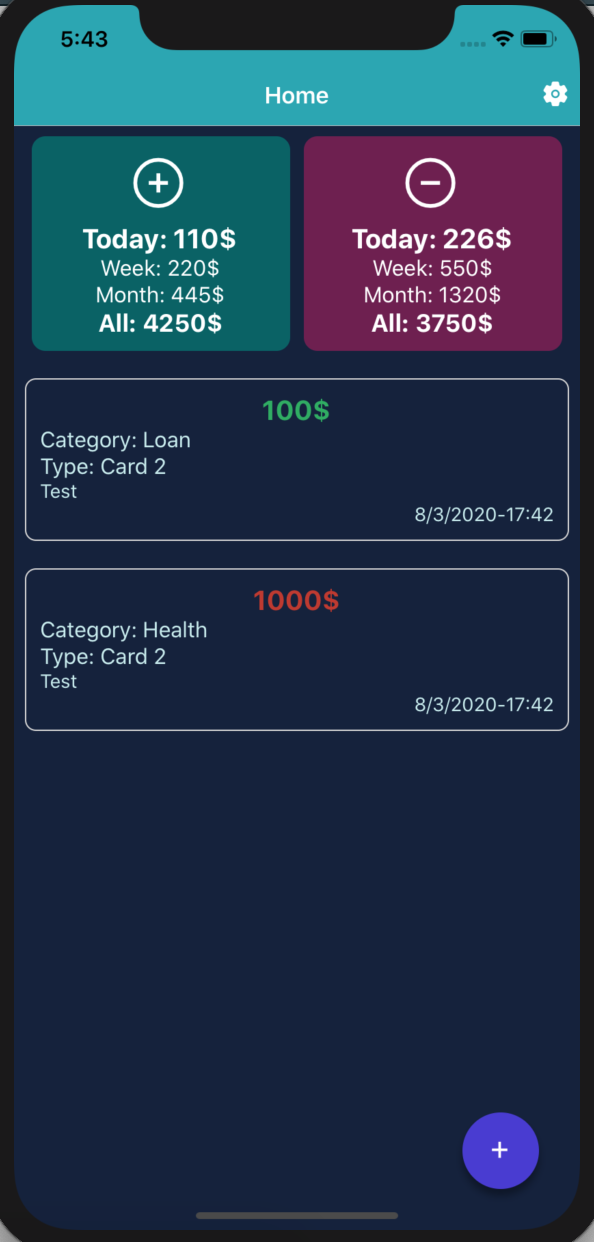 5:43
Home
Today: 110$
Week: 220$
Month: 445$
All: 4250$
Today: 226$
Week: 550$
Month: 1320$
All: 3750$
100$
Category: Loan
Type: Card 2
Test
8/3/2020-17:42
1000$
Category: Health
Type: Card 2
Test
8/3/2020-17:42